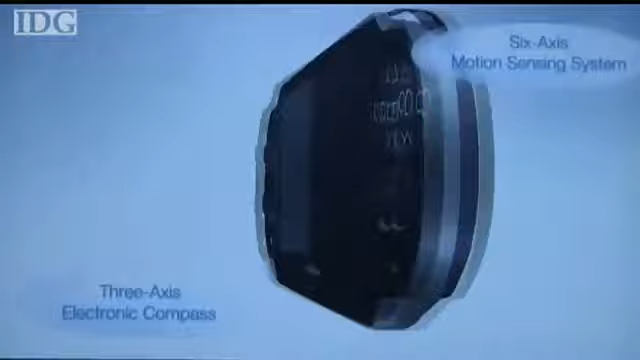 IDG
Six-Axis
Motion Sensing System
Three-Axis
Electronic Compass